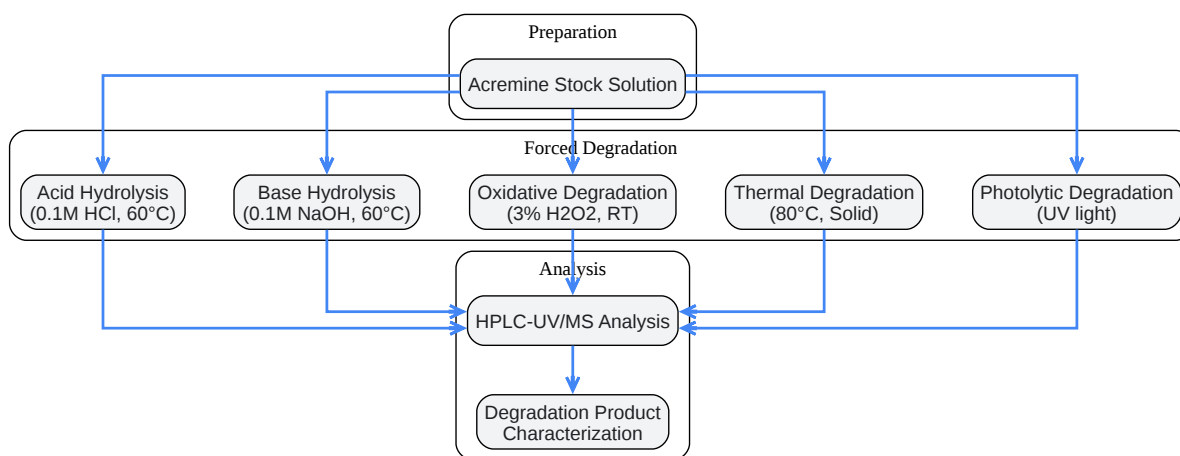 Preparation
Acremine Stock Solution
Forced Degradation
Acid Hydrolysis
(0.1M HCl, 60°C)
Base Hydrolysis
(0.1M NaOH, 60°C)
Oxidative Degradation
(3% H2O2, RT)
Thermal Degradation
(80°C, Solid)
Photolytic Degradation
(UV light)
Analysis
HPLC-UV/MS Analysis
Degradation Product
Characterization